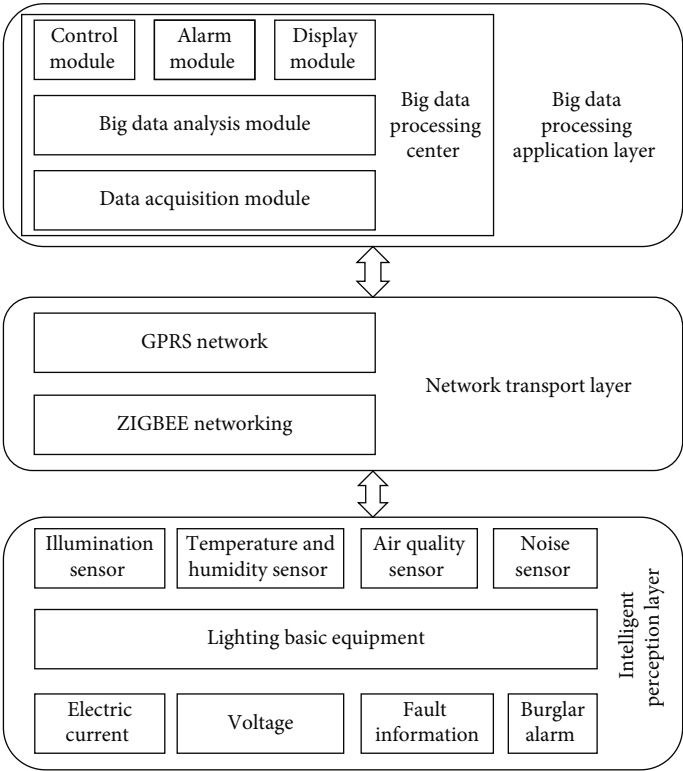 Control
module
Alarm
module
Display
module
Big data analysis module
Data acquisition module
Big data
processing
center
Big data
processing
application layer
GPRS network
ZIGBEE networking
Network transport layer
Illumination
sensor
Temperature and
humidity sensor
Air quality
sensor
Noise
sensor
Lighting basic equipment
Electric
current
Voltage
Fault
information
Burglar
alarm
Intelligent
perception layer